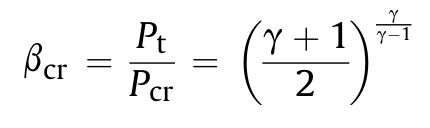 β_cr = P_t / P_cr = ((γ + 1) / 2)^(γ / (γ−1))